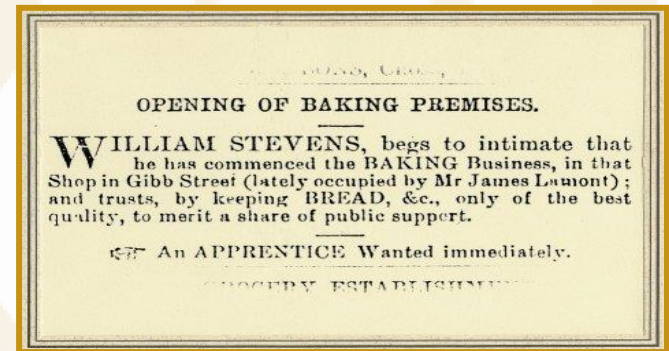 OPENING OF BAKING PREMISES.
WILLIAM STEVENS, begs to intimate that
he has commenced the BAKING Business, in that
Shop in Gibb Street (lately occupied by Mr James Lamont) ;
and trusts, by keeping BREAD, &c., only of the best
quality, to merit a share of public support.
☞ An APPRENTICE Wanted immediately.
GROCERY ESTABLISHMENT